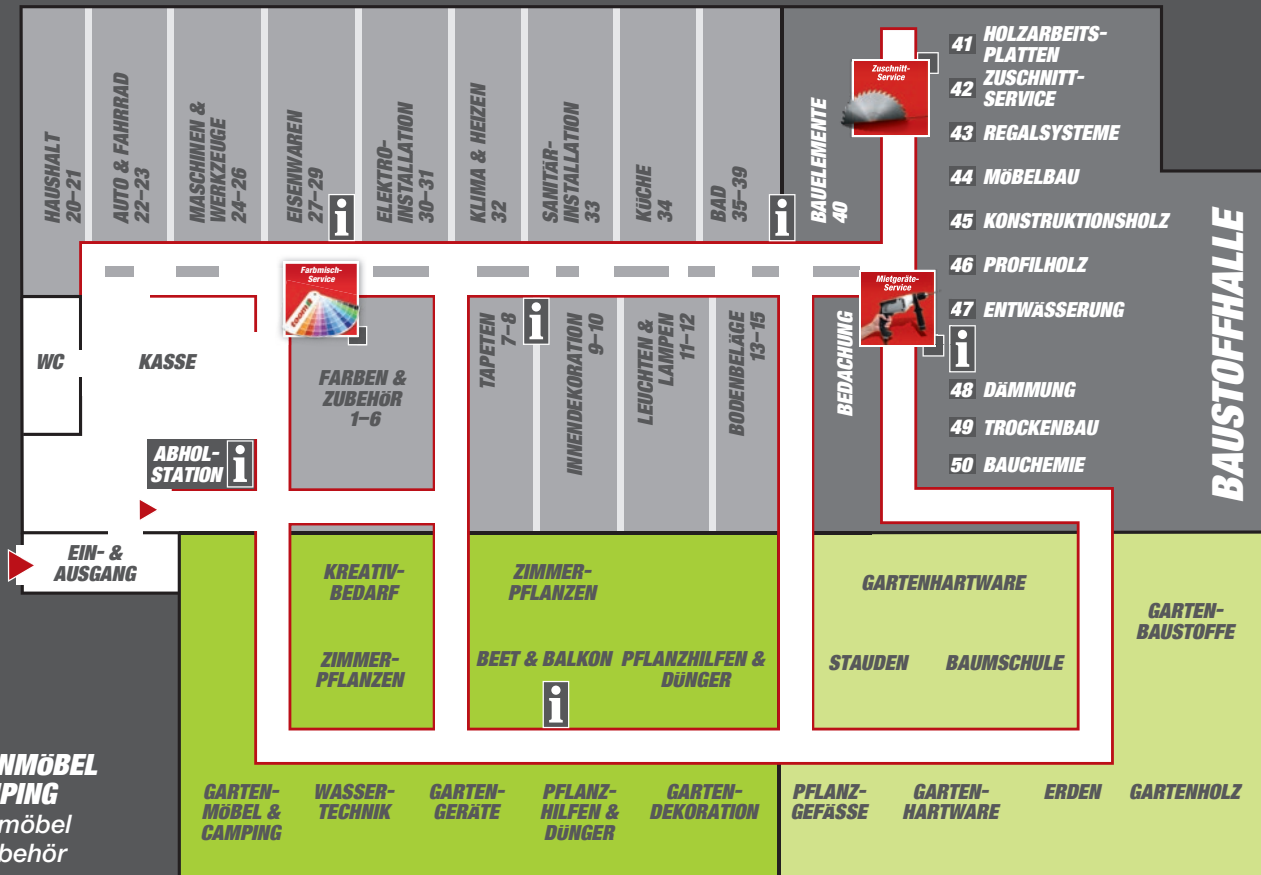 HAUSHALT
20–21
AUTO & FAHRRAD
22–23
MASCHINEN &
WERKZEUGE
24–26
EISENWAREN
27–29
i
ELEKTRO-
INSTALLATION
30–31
KLIMA & HEIZEN
32
SANITÄR-
INSTALLATION
33
KÜCHE
34
BAD
35–39
i
BAUELEMENTE
40
Zuschnitt-
Service
41 HOLZARBEITS-
PLATTEN
42 ZUSCHNITT-
SERVICE
43 REGALSYSTEME
44 MÖBELBAU
45 KONSTRUKTIONSHOLZ
46 PROFILHOLZ
47 ENTWÄSSERUNG
i
48 DÄMMUNG
49 TROCKENBAU
50 BAUCHEMIE
BAUSTOFFHALLE
Farbmisch-
Service
toom
Mietgeräte-
Service
WC
KASSE
FARBEN &
ZUBEHÖR
1–6
TAPETEN
7–8
i
INNENDEKORATION
9–10
LEUCHTEN &
LAMPEN
11–12
BODENBELÄGE
13–15
BEDACHUNG
ABHOL-
STATION
i
EIN- &
AUSGANG
KREATIV-
BEDARF
ZIMMER-
PFLANZEN
ZIMMER-
PFLANZEN
BEET & BALKON
i
PFLANZHILFEN &
DÜNGER
GARTENHARTWARE
STAUDEN
BAUMSCHULE
GARTEN-
BAUSTOFFE
NMÖBEL
PING
möbel
behör
GARTEN-
MÖBEL &
CAMPING
WASSER-
TECHNIK
GARTEN-
GERÄTE
PFLANZ-
HILFEN &
DÜNGER
GARTEN-
DEKORATION
PFLANZ-
GEFÄSSE
GARTEN-
HARTWARE
ERDEN
GARTENHOLZ